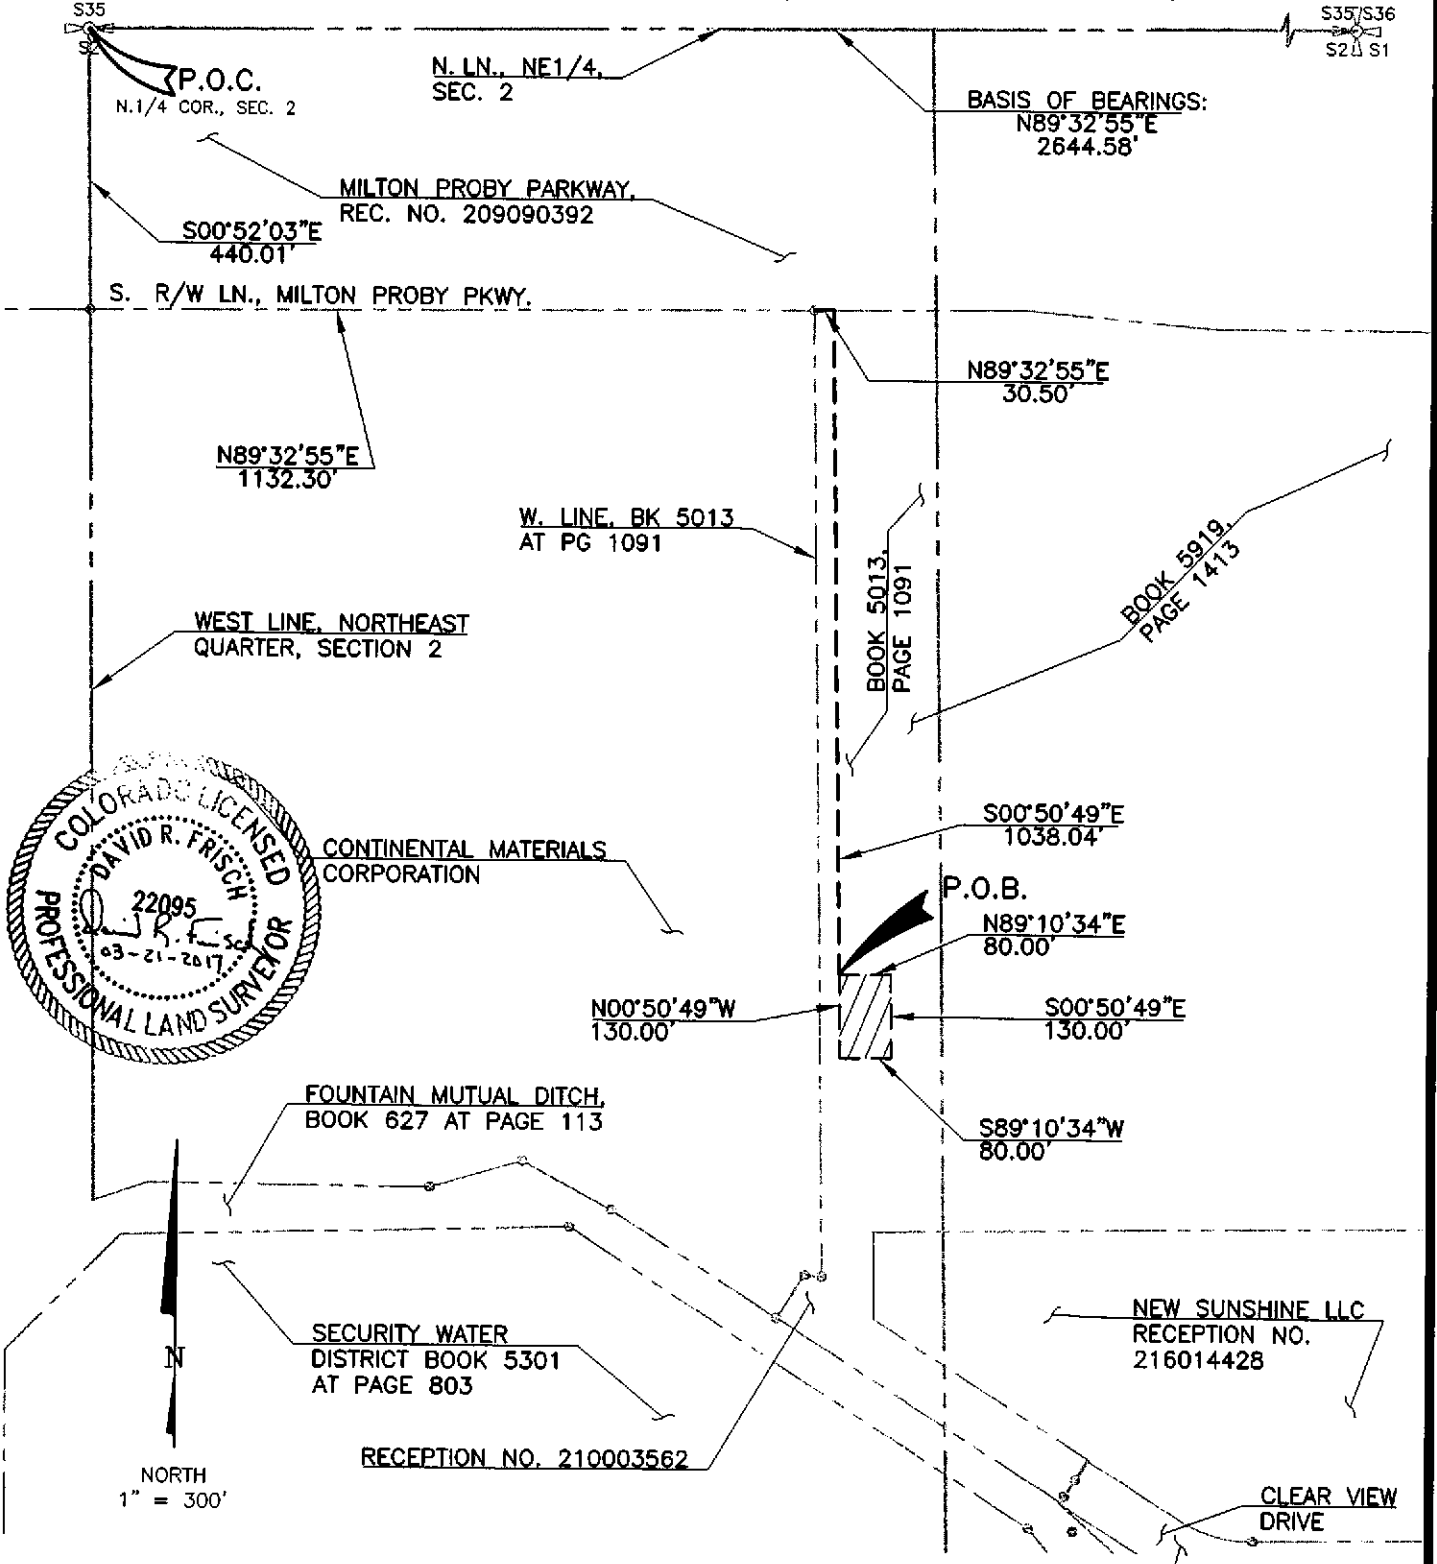 S35
S35/S36
S2 S1
P.O.C.
N.1/4 COR., SEC. 2
N. LN., NE1/4,
SEC. 2
BASIS OF BEARINGS:
N89°32'55"E
2644.58'
MILTON PROBY PARKWAY,
REC. NO. 209090392
S00°52'03"E
440.01'
S. R/W LN., MILTON PROBY PKWY.
N89°32'55"E
30.50'
N89°32'55"E
1132.30'
W. LINE, BK 5013
AT PG 1091
BOOK 5013,
PAGE 1091
BOOK 5919,
PAGE 1413
WEST LINE, NORTHEAST
QUARTER, SECTION 2
COLORADO LICENSED
DAVID R. FRISCH
22095
03-21-2017
PROFESSIONAL LAND SURVEYOR
CONTINENTAL MATERIALS
CORPORATION
S00°50'49"E
1038.04'
P.O.B.
N89°10'34"E
80.00'
N00°50'49"W
130.00'
S00°50'49"E
130.00'
FOUNTAIN MUTUAL DITCH,
BOOK 627 AT PAGE 113
S89°10'34"W
80.00'
SECURITY WATER
DISTRICT BOOK 5301
AT PAGE 803
NEW SUNSHINE LLC
RECEPTION NO.
216014428
N
RECEPTION NO. 210003562
NORTH
1" = 300'
CLEAR VIEW
DRIVE